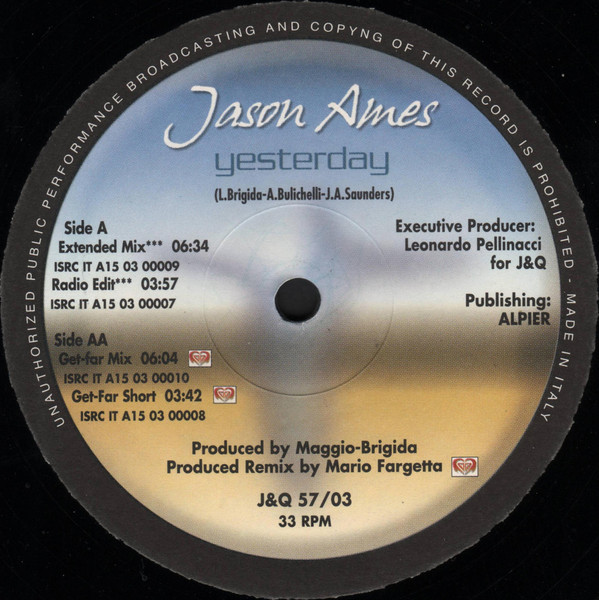 UNAUTHORIZED PUBLIC PERFORMANCE BROADCASTING AND COPYNG OF THIS RECORD IS PROHIBITED - MADE IN ITALY
Jason Ames
yesterday
(L.Brigida-A.Bulichelli-J.A.Saunders)
Side A
Extended Mix*** 06:34
ISRC IT A15 03 00009
Radio Edit*** 03:57
ISRC IT A15 03 00007
Executive Producer:
Leonardo Pellinacci
for J&Q
Publishing:
ALPIER
Side AA
Get-far Mix 06:04
ISRC IT A15 03 00010
Get-Far Short 03:42
ISRC IT A15 03 00008
Produced by Maggio-Brigida
Produced Remix by Mario Fargetta
J&Q 57/03
33 RPM